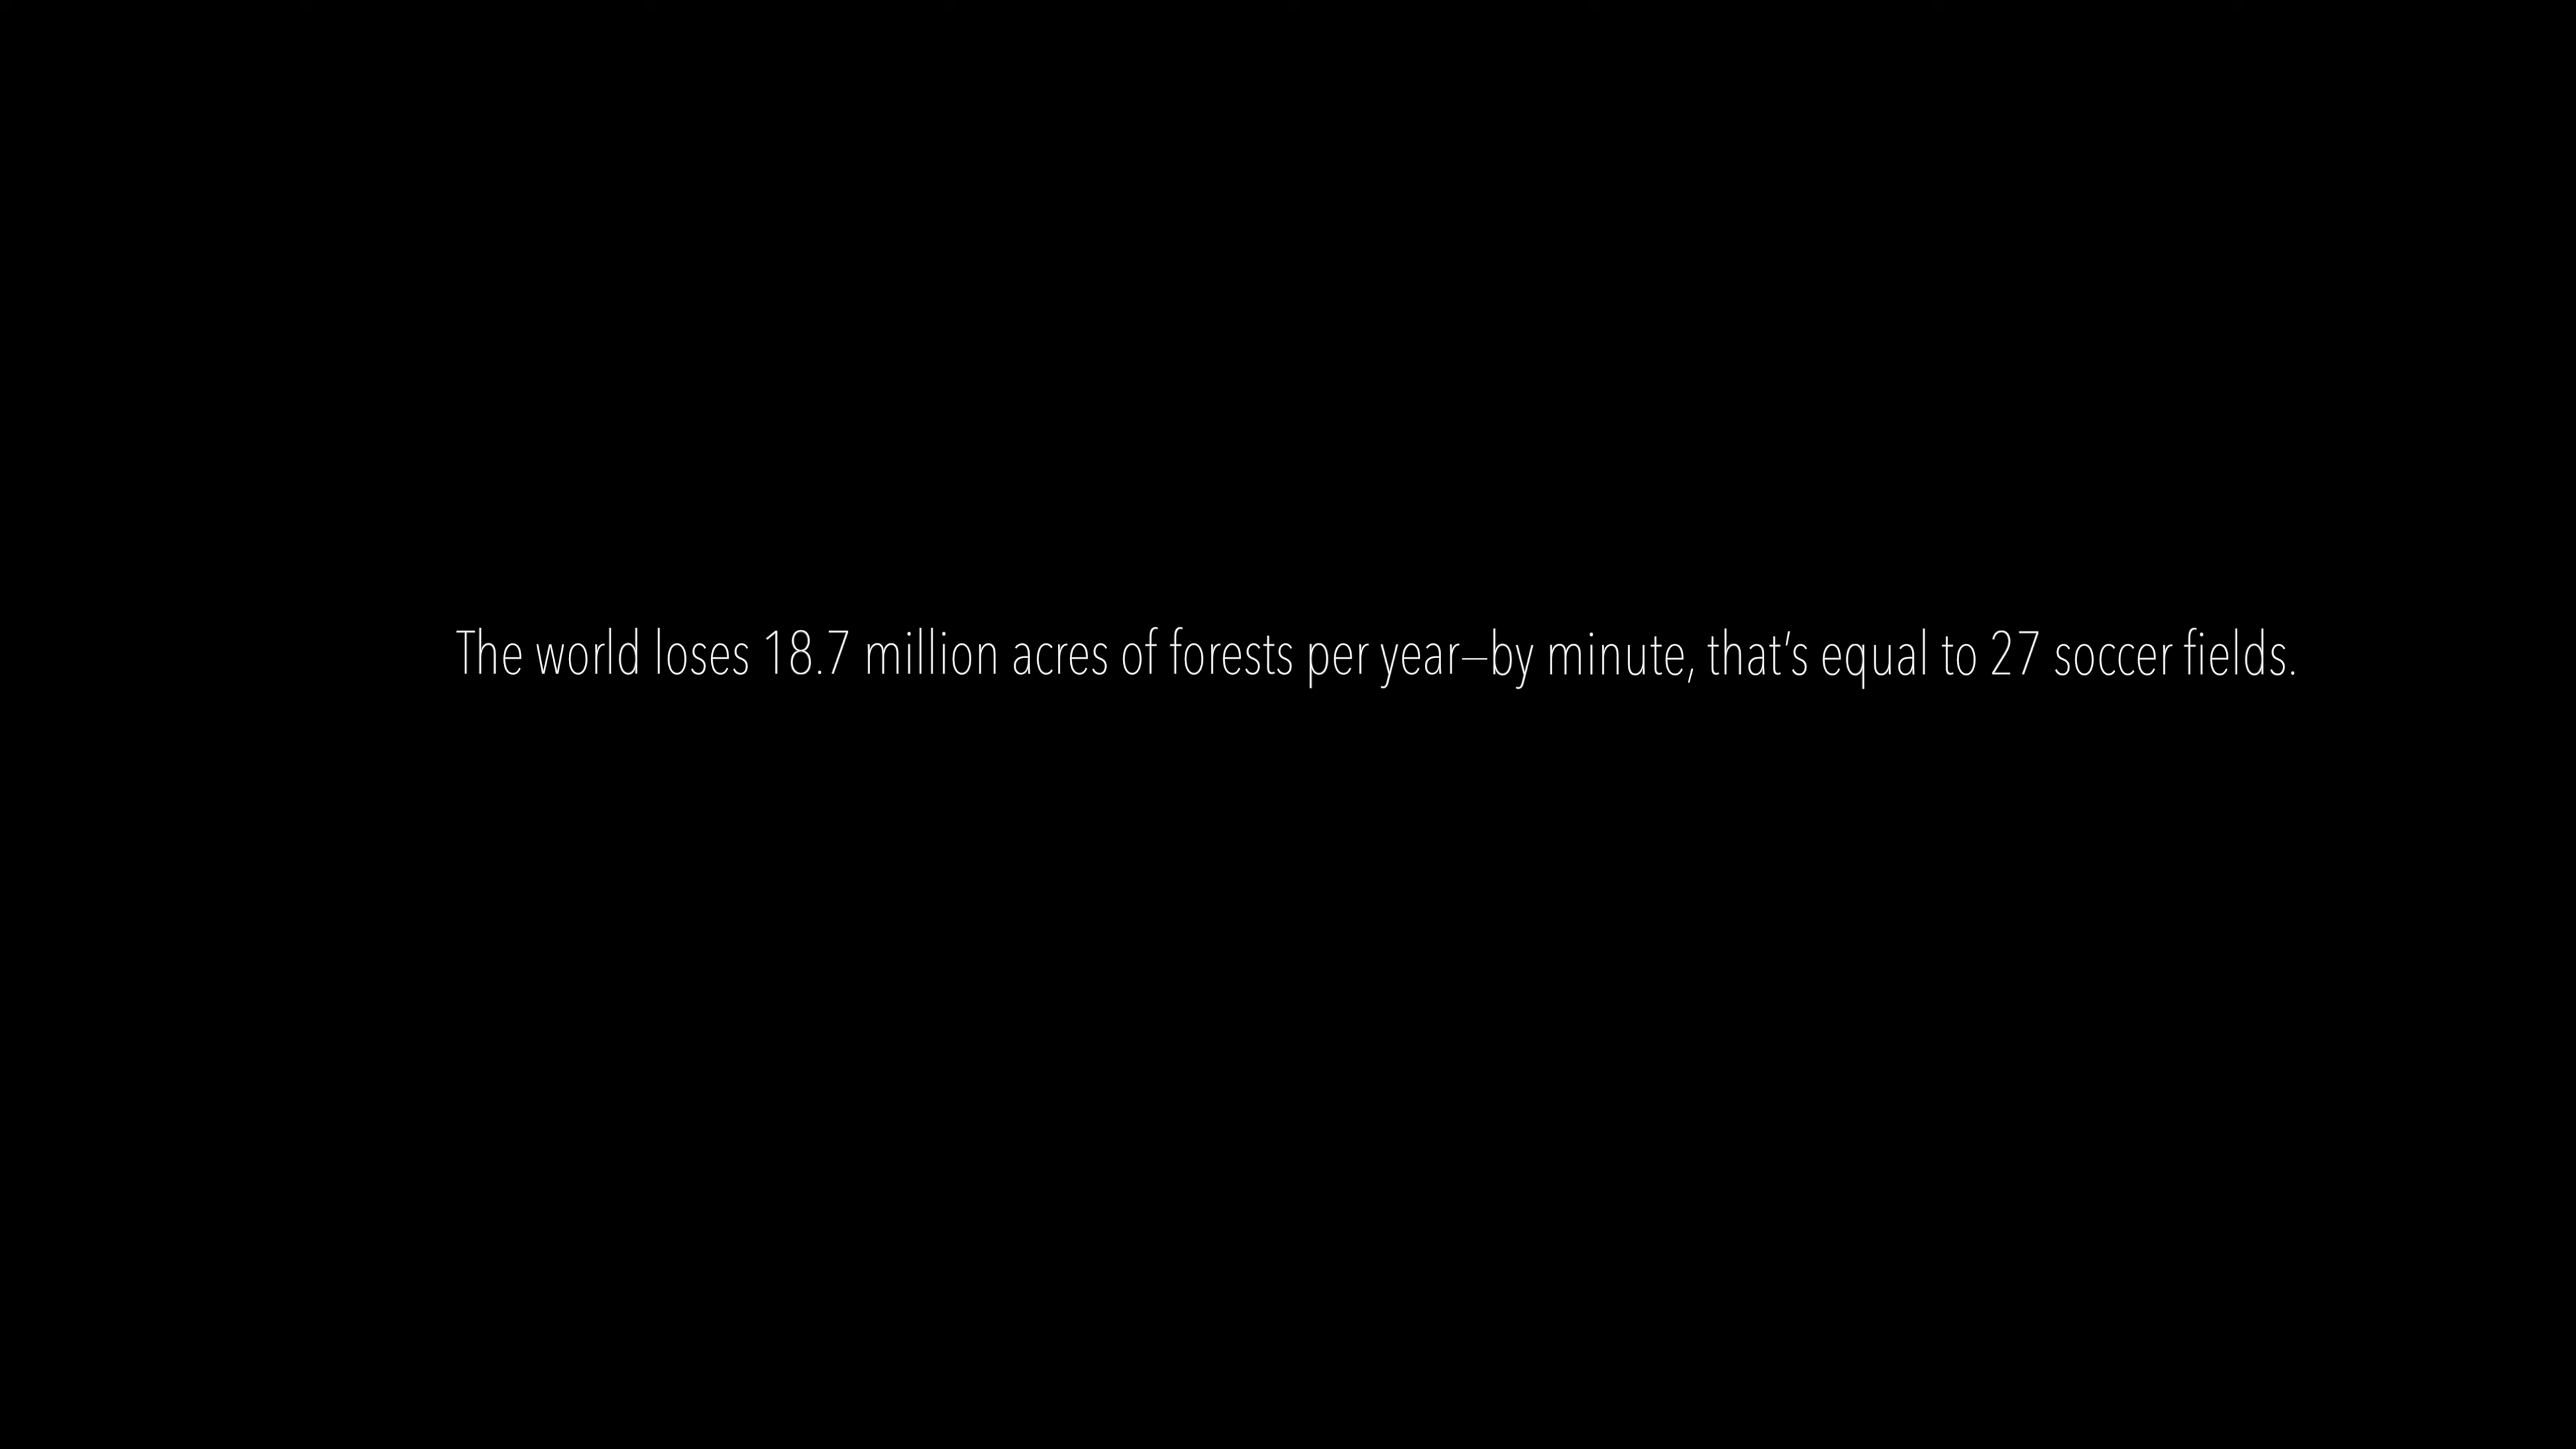 The world loses 18.7 million acres of forests per year—by minute, that’s equal to 27 soccer fields.